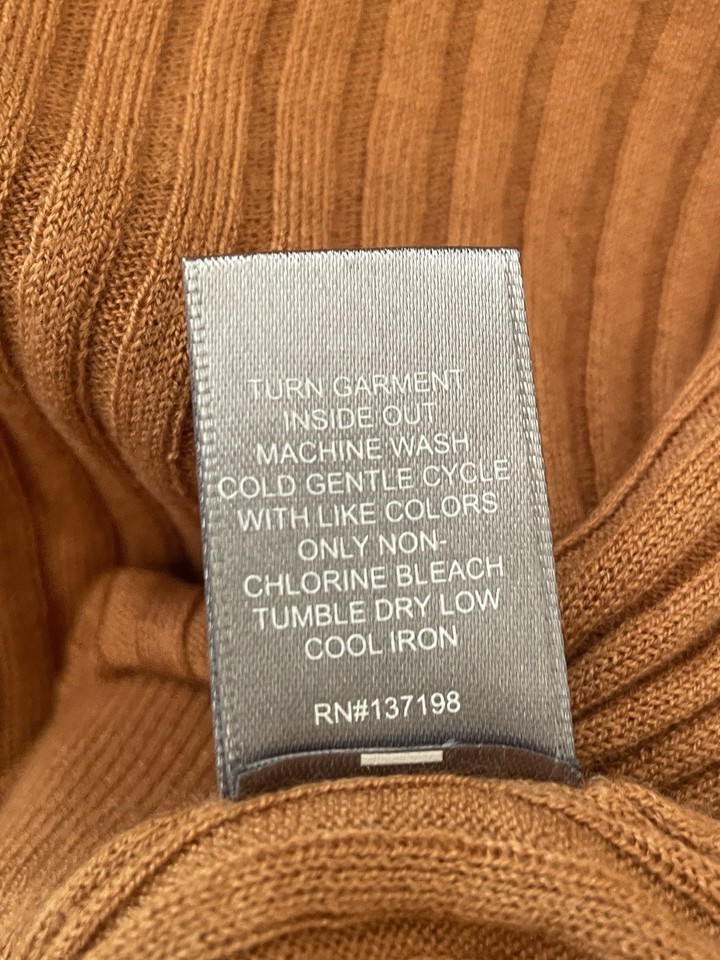 TURN GARMENT
INSIDE OUT
MACHINE WASH
COLD GENTLE CYCLE
WITH LIKE COLORS
ONLY NON-
CHLORINE BLEACH
TUMBLE DRY LOW
COOL IRON
RN#137198